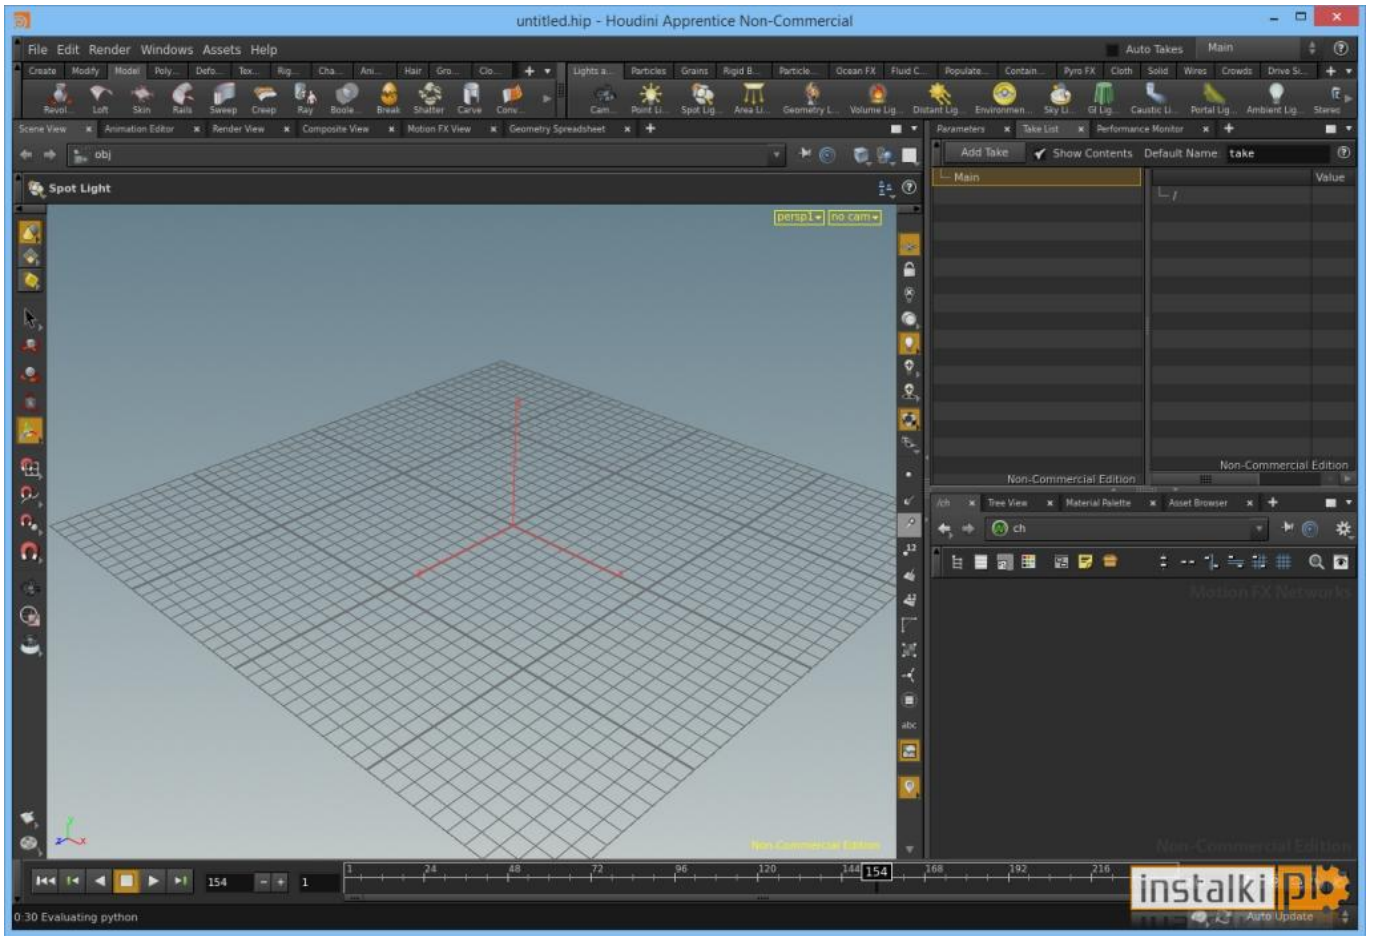 untitled.hip - Houdini Apprentice Non-Commercial
File Edit Render Windows Assets Help
Auto Takes Main
Create Modify Model Poly... Defo... Tex... Rig... Cha... Ani... Hair Gro... Clo... Lights a... Particles Grains Rigid B... Particle... Ocean FX Fluid C... Populate... Contain... Pyro FX Cloth Solid Wires Crowds Drive Si...
Revol... Loft Skin Rails Sweep Creep Ray Boole... Break Shatter Carve Conv... Cam... Point Li... Spot Lig... Area Li... Geometry L... Volume Lig... Distant Lig... Environmen... Sky Li... GI Lig... Caustic Li... Portal Lig... Ambient Lig... Stereo
Scene View Animation Editor Render View Composite View Motion FX View Geometry Spreadsheet
Parameters Take List Performance Monitor
obj
Add Take Show Contents Default Name: take
Main
Value
/
Spot Light
persp1 no cam
Non-Commercial Edition
Non-Commercial Edition
/ch Tree View Material Palette Asset Browser
ch
12
Motion FX Networks
abc
Non-Commercial Edition
Non-Commercial Edition
y
z x
154 1
1 24 48 72 96 120 144 154 168 192 216
instalki pl
0:30 Evaluating python
Auto Update